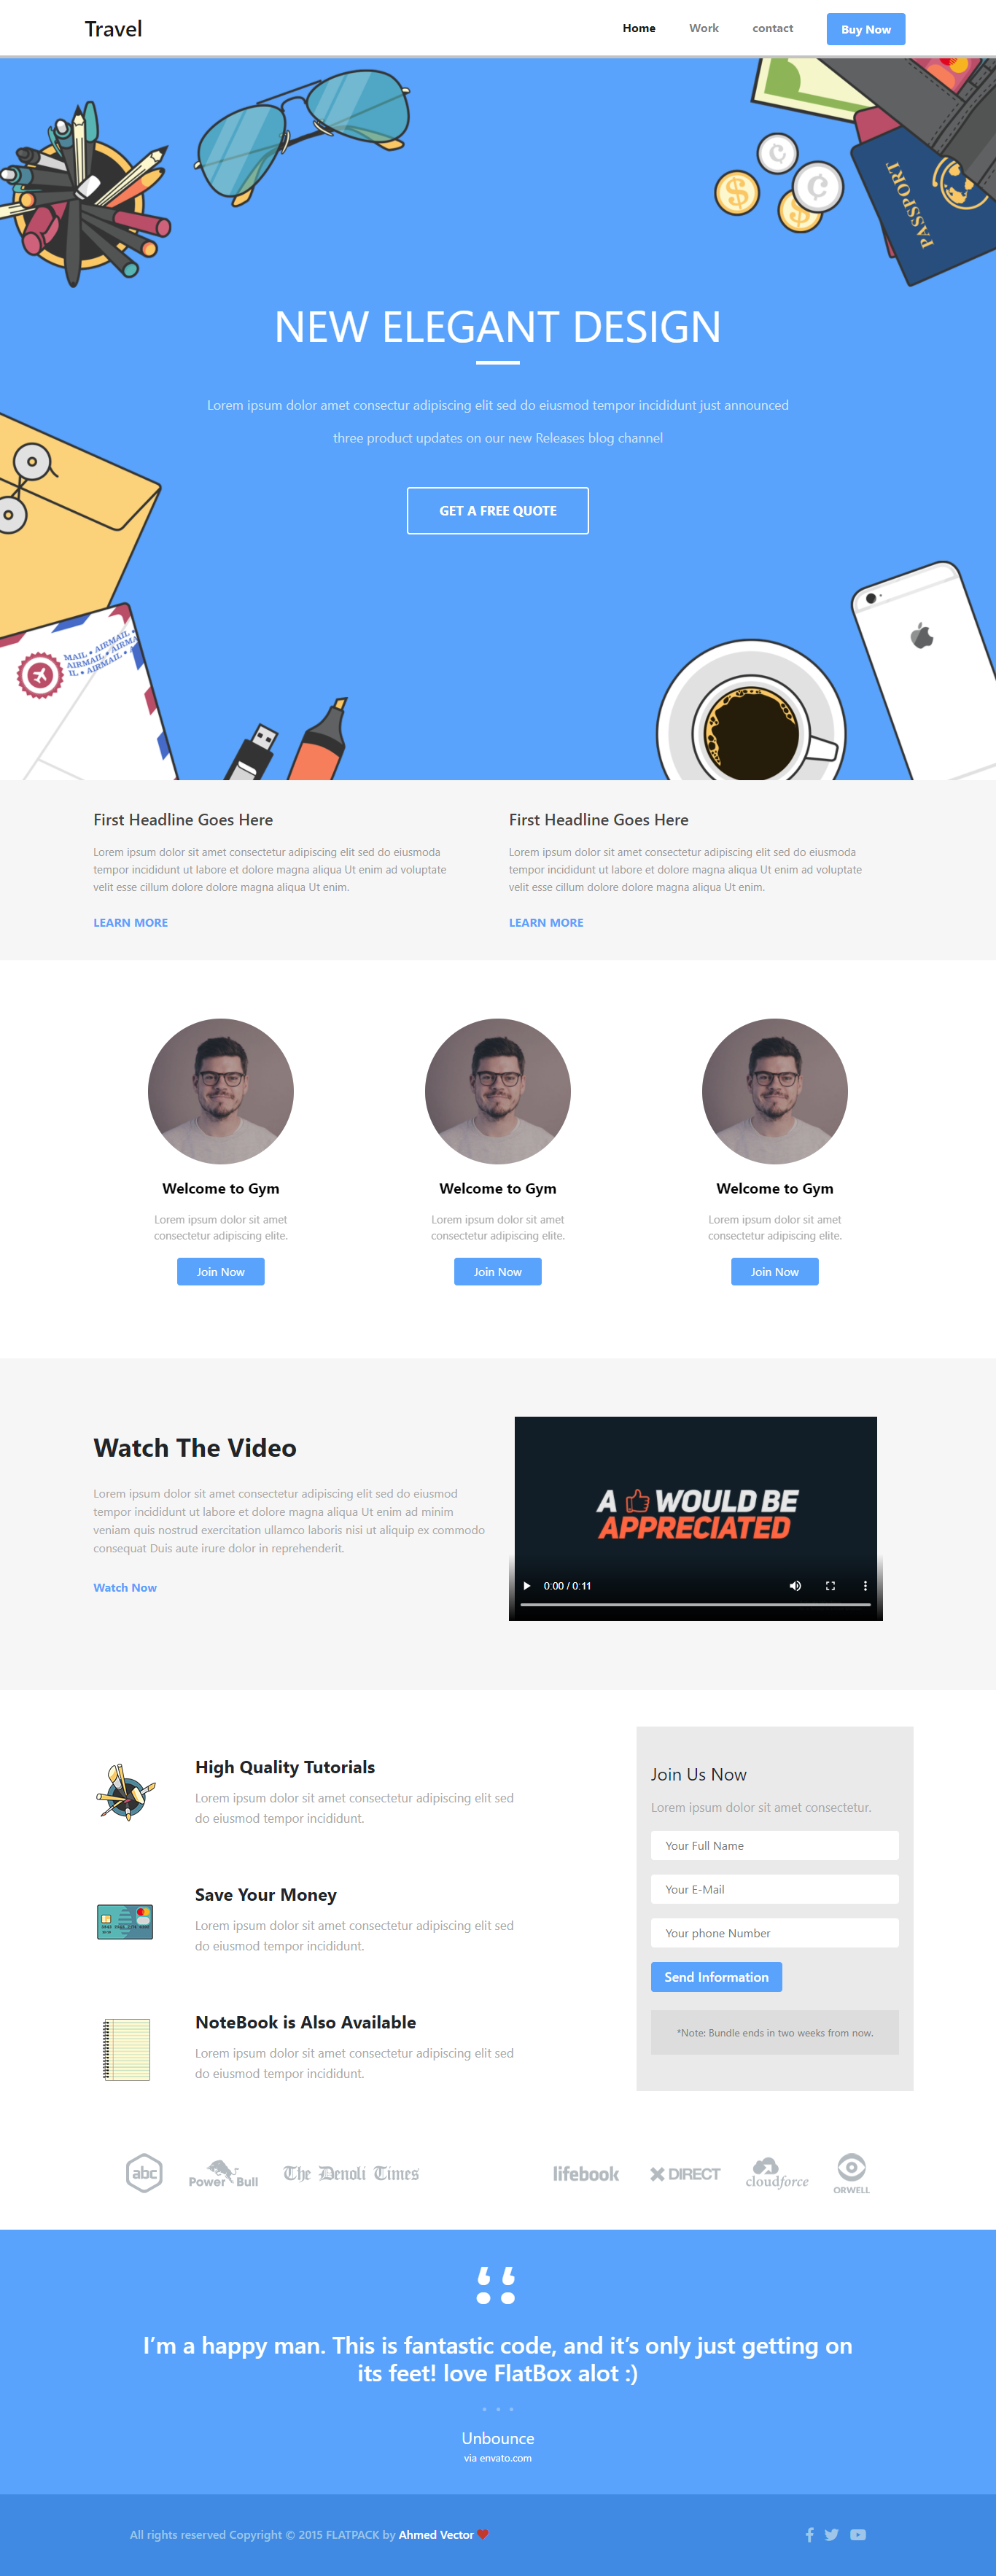 Travel
Home
Work
contact
Buy Now
PASSPORT
NEW ELEGANT DESIGN
Lorem ipsum dolor amet consectur adipiscing elit sed do eiusmod tempor incididunt just announced
three product updates on our new Releases blog channel
GET A FREE QUOTE
MAIL • AIRMAIL •
AIRMAIL • AIRMA
IL • AIRMAIL • A
First Headline Goes Here
Lorem ipsum dolor sit amet consectetur adipiscing elit sed do eiusmoda
tempor incididunt ut labore et dolore magna aliqua Ut enim ad voluptate
velit esse cillum dolore dolore magna aliqua Ut enim.
LEARN MORE
First Headline Goes Here
Lorem ipsum dolor sit amet consectetur adipiscing elit sed do eiusmoda
tempor incididunt ut labore et dolore magna aliqua Ut enim ad voluptate
velit esse cillum dolore dolore magna aliqua Ut enim.
LEARN MORE
Welcome to Gym
Lorem ipsum dolor sit amet
consectetur adipiscing elite.
Join Now
Welcome to Gym
Lorem ipsum dolor sit amet
consectetur adipiscing elite.
Join Now
Welcome to Gym
Lorem ipsum dolor sit amet
consectetur adipiscing elite.
Join Now
Watch The Video
Lorem ipsum dolor sit amet consectetur adipiscing elit sed do eiusmod
tempor incididunt ut labore et dolore magna aliqua Ut enim ad minim
veniam quis nostrud exercitation ullamco laboris nisi ut aliquip ex commodo
consequat Duis aute irure dolor in reprehenderit.
Watch Now
A WOULD BE
APPRECIATED
0:00 / 0:11
High Quality Tutorials
Lorem ipsum dolor sit amet consectetur adipiscing elit sed
do eiusmod tempor incididunt.
Save Your Money
Lorem ipsum dolor sit amet consectetur adipiscing elit sed
do eiusmod tempor incididunt.
NoteBook is Also Available
Lorem ipsum dolor sit amet consectetur adipiscing elit sed
do eiusmod tempor incididunt.
Join Us Now
Lorem ipsum dolor sit amet consectetur.
Your Full Name
Your E-Mail
Your phone Number
Send Information
*Note: Bundle ends in two weeks from now.
abc
Power Bull
The Denoli Times
lifebook
DIRECT
cloudforce
ORWELL
I’m a happy man. This is fantastic code, and it’s only just getting on
its feet! love FlatBox alot :)
Unbounce
via envato.com
All rights reserved Copyright © 2015 FLATPACK by Ahmed Vector